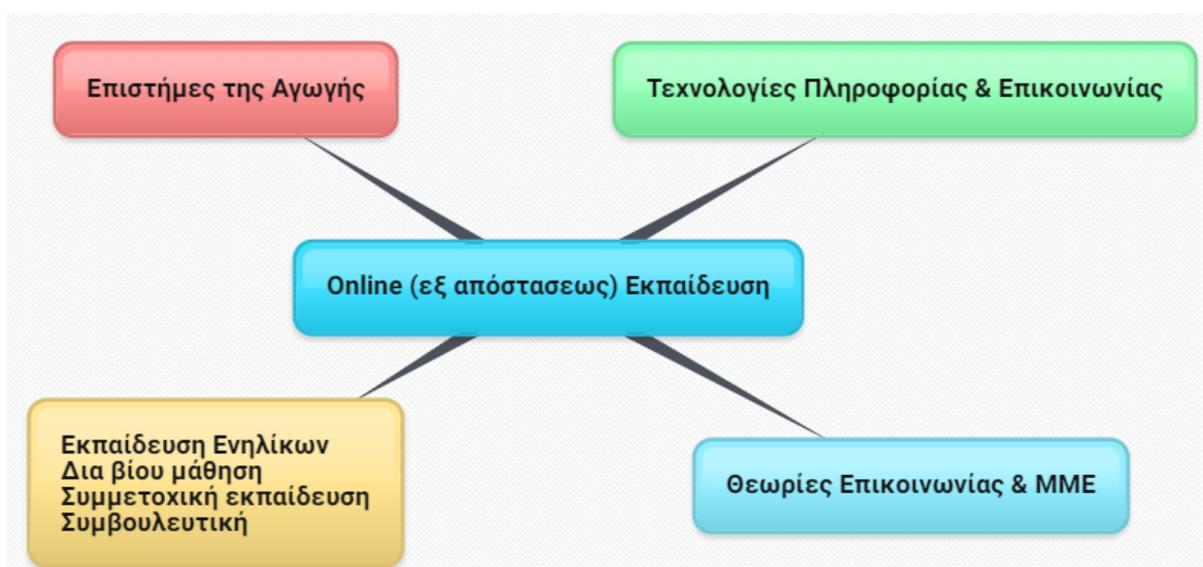 Επιστήμες της Αγωγής
Τεχνολογίες Πληροφορίας & Επικοινωνίας
Online (εξ απόστασεως) Εκπαίδευση
Εκπαίδευση Ενηλίκων
Δια βίου μάθηση
Συμμετοχική εκπαίδευση
Συμβουλευτική
Θεωρίες Επικοινωνίας & ΜΜΕ